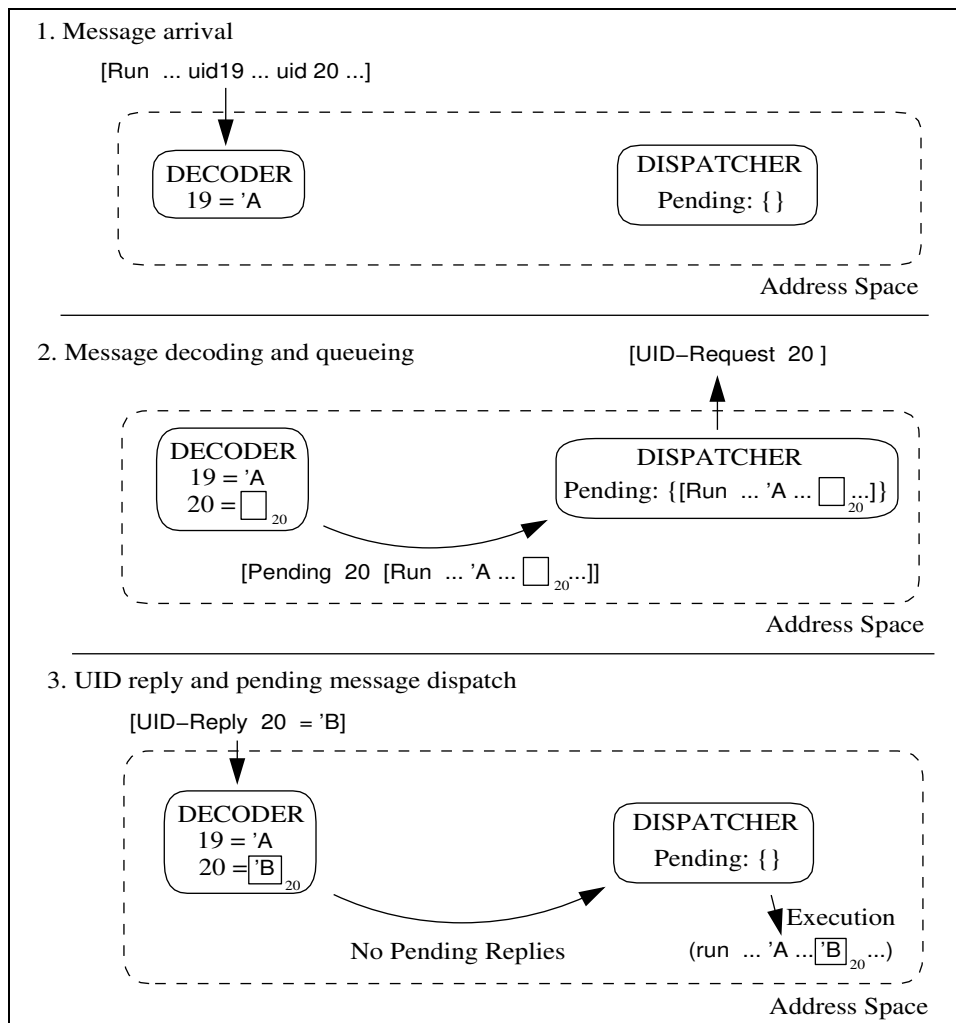 1. Message arrival
[Run ... uid19 ... uid 20 ...]
DECODER
19 = 'A
DISPATCHER
Pending: {}
Address Space
2. Message decoding and queueing
[UID–Request 20 ]
DECODER
19 = 'A
20 = 20
DISPATCHER
Pending: {[Run ... 'A ... 20 ...]}
[Pending 20 [Run ... 'A ... 20 ...]]
Address Space
3. UID reply and pending message dispatch
[UID–Reply 20 = 'B]
DECODER
19 = 'A
20 = 'B 20
DISPATCHER
Pending: {}
Execution
No Pending Replies
(run ... 'A ... 'B 20 ...)
Address Space